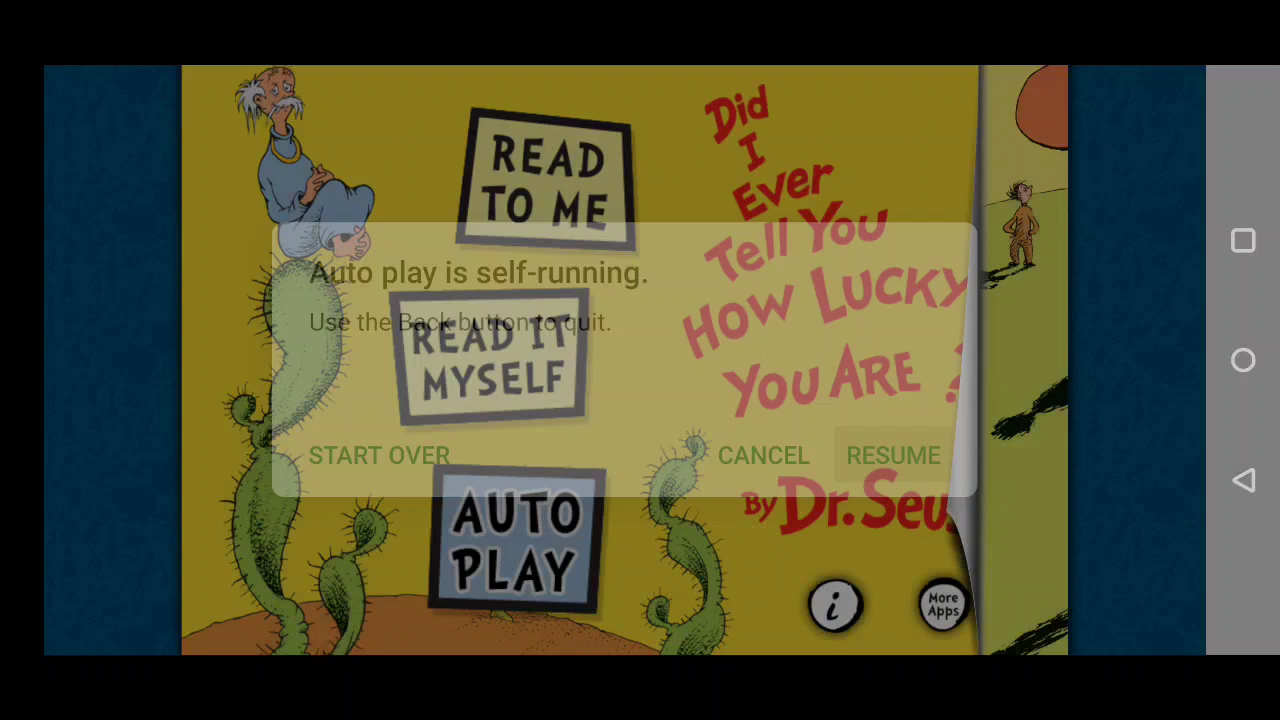 READ
TO ME
Did
I
Ever
Tell You
How Lucky
You Are ?
Auto play is self-running.
Use the Back button to quit.
READ IT
MYSELF
START OVER
CANCEL
RESUME
AUTO
PLAY
By Dr. Seu
i
More
Apps